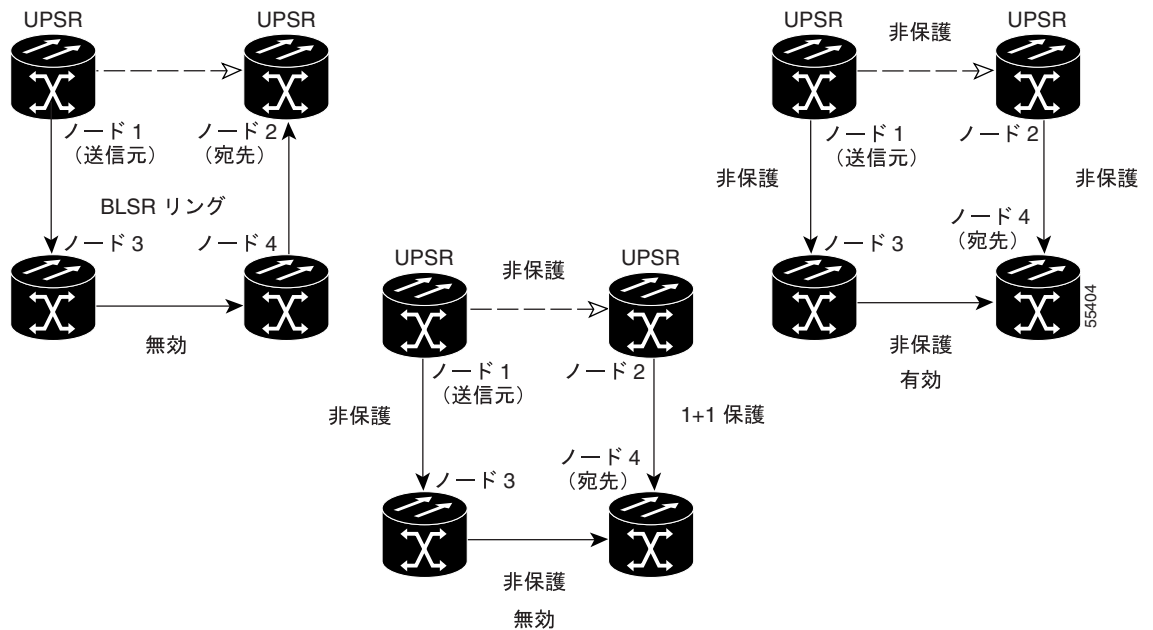 UPSR
UPSR
ノード 1
（送信元）
ノード 2
（宛先）
BLSR リング
ノード 3
ノード 4
無効
UPSR
非保護
UPSR
ノード 1
（送信元）
ノード 2
非保護
1+1 保護
ノード 3
ノード 4
（宛先）
非保護
無効
UPSR
非保護
UPSR
ノード 1
（送信元）
ノード 2
非保護
非保護
ノード 3
ノード 4
（宛先）
非保護
有効
55404